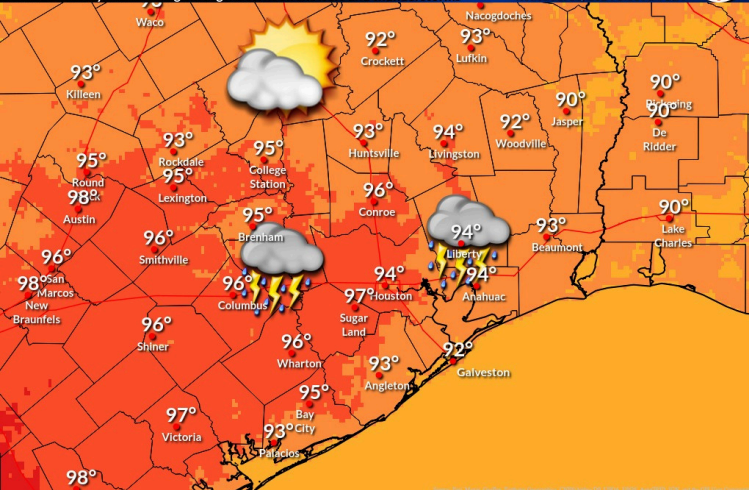 Waco
Nacogdoches
92°
Crockett
93°
Lufkin
93°
Killeen
90°
90°
De
Ridder
90°
Jasper
92°
Woodville
93°
Huntsville
94°
Livingston
93°
Rockdale
95°
College
Station
95°
Round
95°
Lexington
98°
Austin
96°
Conroe
95°
Brenham
94°
Liberty
93°
Beaumont
90°
Lake
Charles
96°
Smithville
96°
San
Marcos
98°
New
Braunfels
96°
Columbus
94°
Houston
94°
Anahuac
97°
Sugar
Land
96°
Shiner
96°
Wharton
93°
Angleton
92°
Galveston
95°
Bay
City
97°
Victoria
93°
Palacios
98°